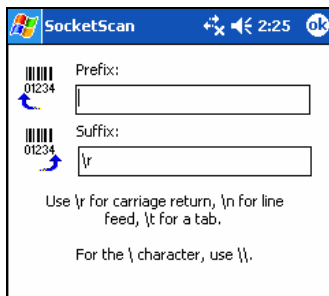 SocketScan 2:25 ok
Prefix:
01234
Suffix:
01234
\r
Use \r for carriage return, \n for line
feed, \t for a tab.
For the \ character, use \\.